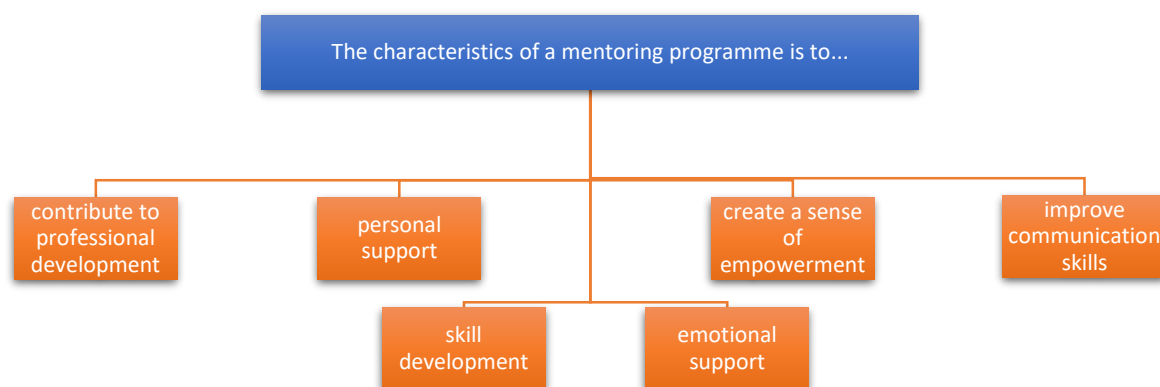 The characteristics of a mentoring programme is to...
contribute to
professional
development
personal
support
create a sense
of
empowerment
improve
communication
skills
skill
development
emotional
support